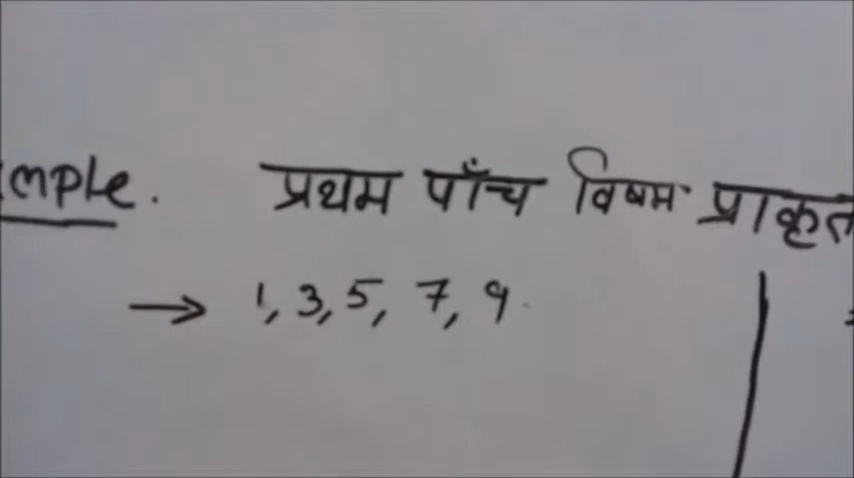 mple. प्रथम पाँच विषम प्राकृत
→ 1, 3, 5, 7, 9